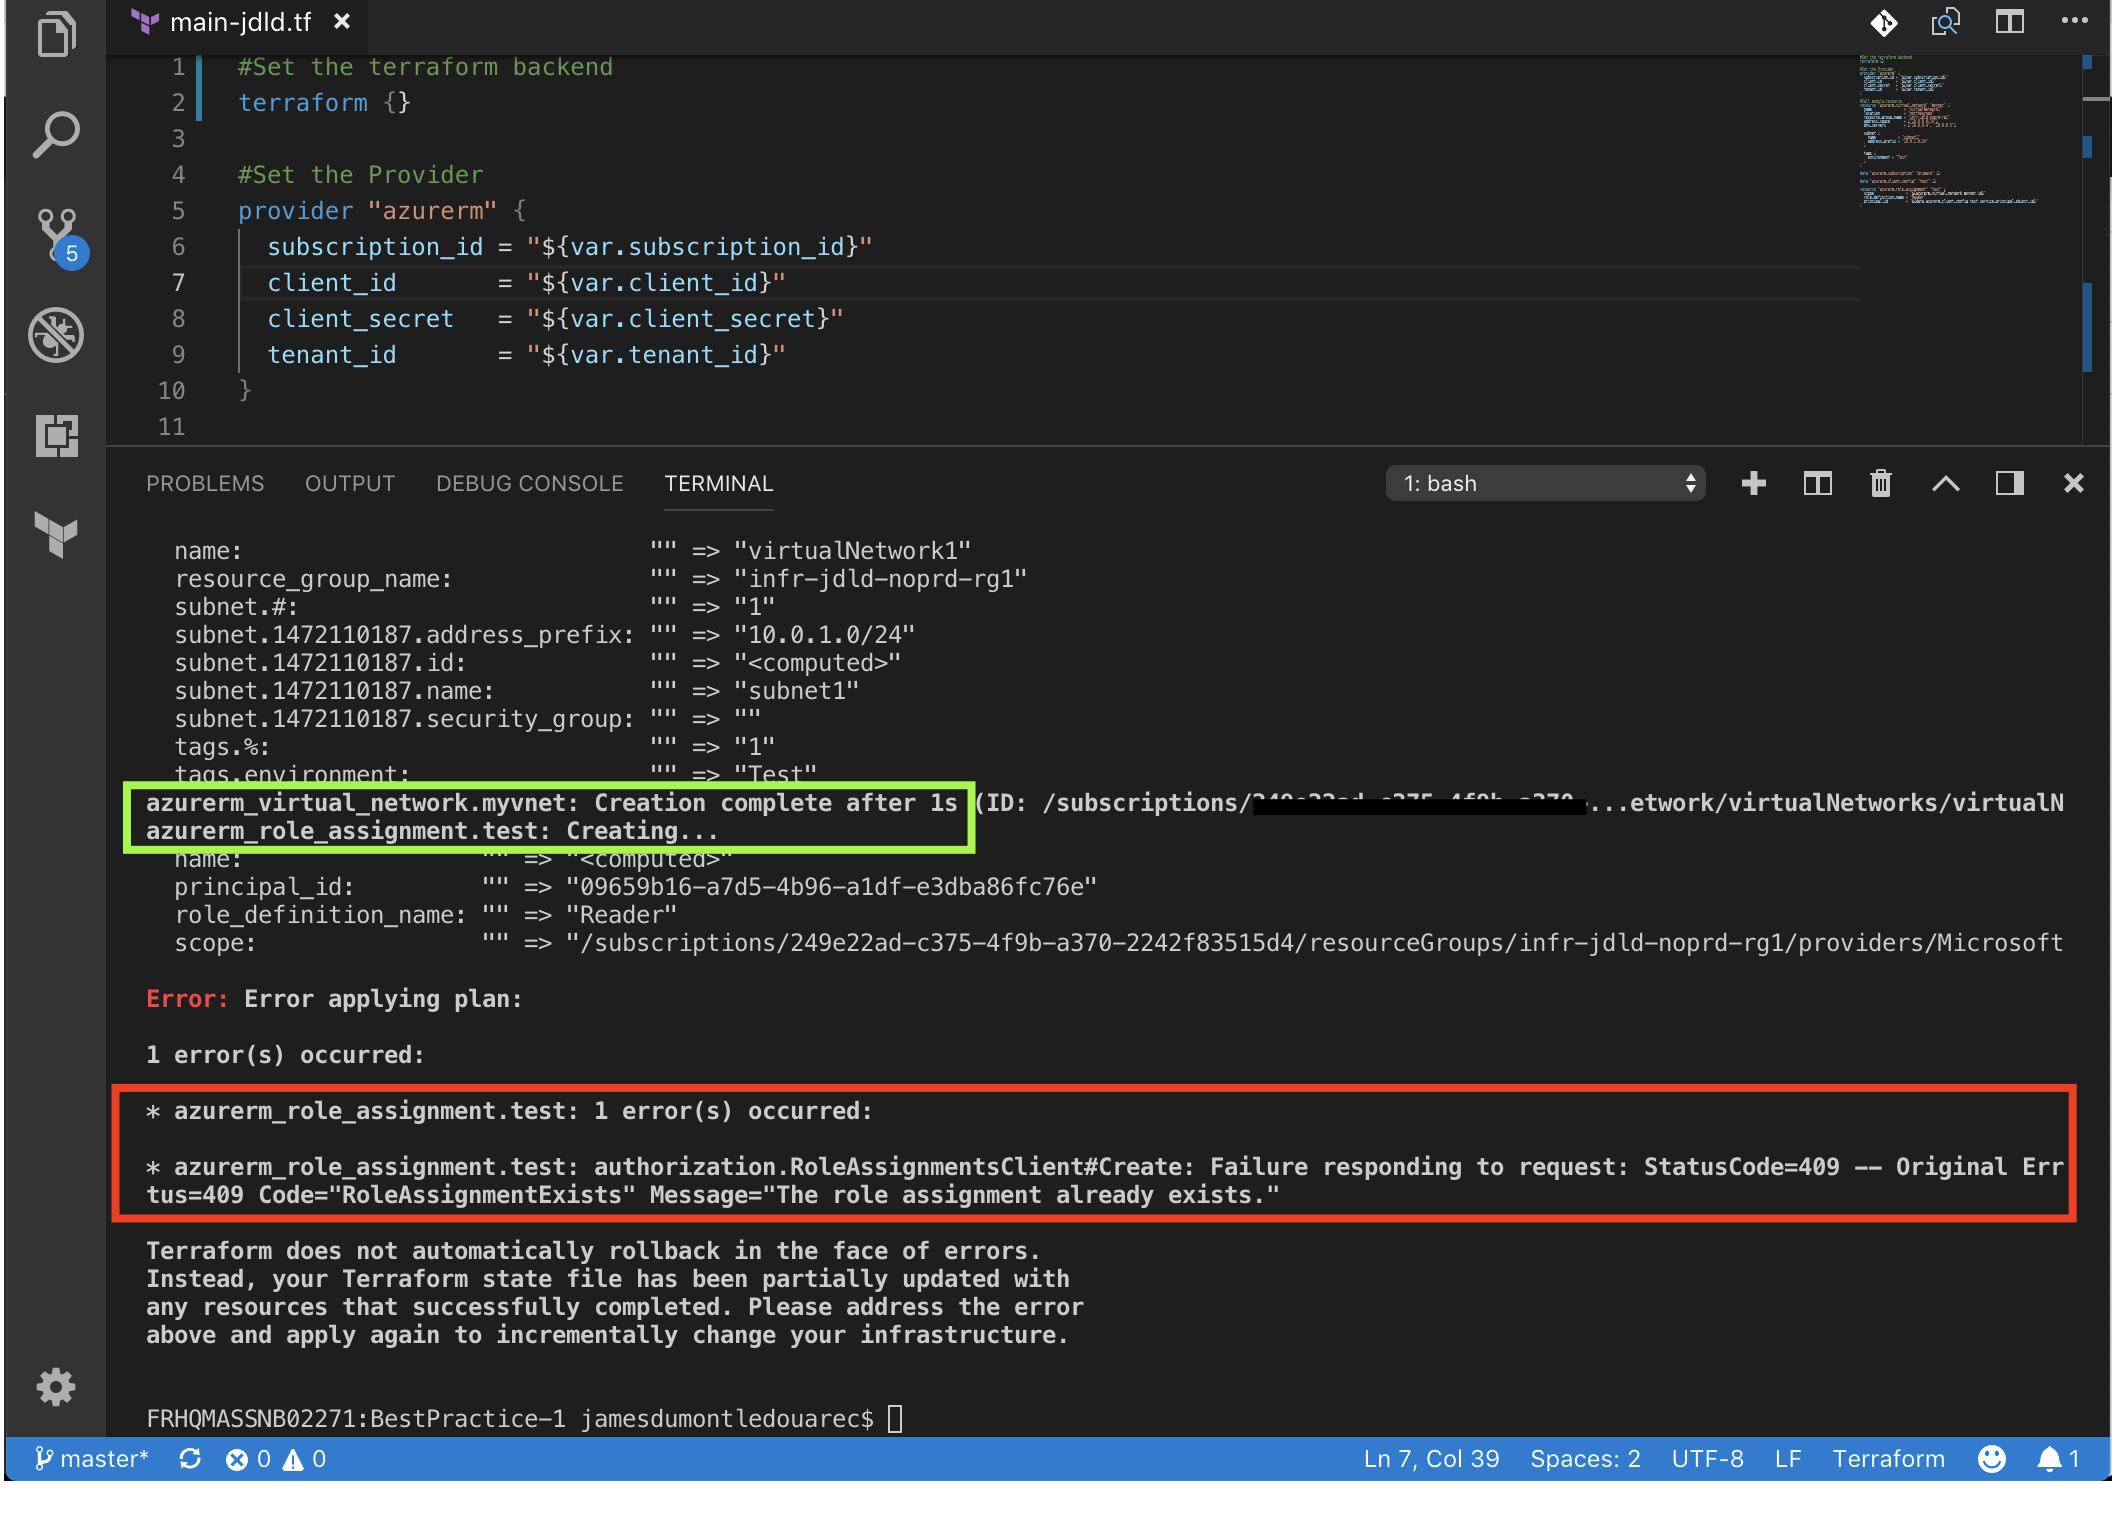 main-jdld.tf
1 #Set the terraform backend
2 terraform {}
3
4 #Set the Provider
5 provider "azurerm" {
6 subscription_id = "${var.subscription_id}"
7 client_id = "${var.client_id}"
8 client_secret = "${var.client_secret}"
9 tenant_id = "${var.tenant_id}"
10 }
11
5
PROBLEMS OUTPUT DEBUG CONSOLE TERMINAL 1: bash
name: "" => "virtualNetwork1"
resource_group_name: "" => "infr-jdld-noprd-rg1"
subnet.#: "" => "1"
subnet.1472110187.address_prefix: "" => "10.0.1.0/24"
subnet.1472110187.id: "" => "<computed>"
subnet.1472110187.name: "" => "subnet1"
subnet.1472110187.security_group: "" => ""
tags.%: "" => "1"
tags.environment: "" => "Test"
azurerm_virtual_network.myvnet: Creation complete after 1s (ID: /subscriptions/ ...etwork/virtualNetworks/virtualN
azurerm_role_assignment.test: Creating...
name: "" => "<computed>"
principal_id: "" => "09659b16-a7d5-4b96-a1df-e3dba86fc76e"
role_definition_name: "" => "Reader"
scope: "" => "/subscriptions/249e22ad-c375-4f9b-a370-2242f83515d4/resourceGroups/infr-jdld-noprd-rg1/providers/Microsoft
Error: Error applying plan:
1 error(s) occurred:
* azurerm_role_assignment.test: 1 error(s) occurred:
* azurerm_role_assignment.test: authorization.RoleAssignmentsClient#Create: Failure responding to request: StatusCode=409 -- Original Err
tus=409 Code="RoleAssignmentExists" Message="The role assignment already exists."
Terraform does not automatically rollback in the face of errors.
Instead, your Terraform state file has been partially updated with
any resources that successfully completed. Please address the error
above and apply again to incrementally change your infrastructure.
FRHQMASSNB02271:BestPractice-1 jamesdumontledouarec$
master* 0 0 Ln 7, Col 39 Spaces: 2 UTF-8 LF Terraform 1